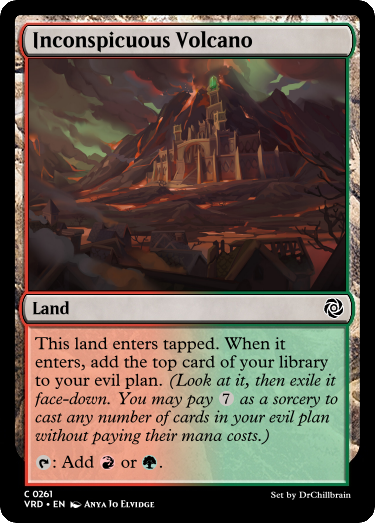 Inconspicuous Volcano
Land
This land enters tapped. When it
enters, add the top card of your library
to your evil plan. (Look at it, then exile it
face-down. You may pay 7 as a sorcery to
cast any number of cards in your evil plan
without paying their mana costs.)
: Add or .
C 0261
VRD • EN Anya Jo Elvidge
Set by DrChillbrain